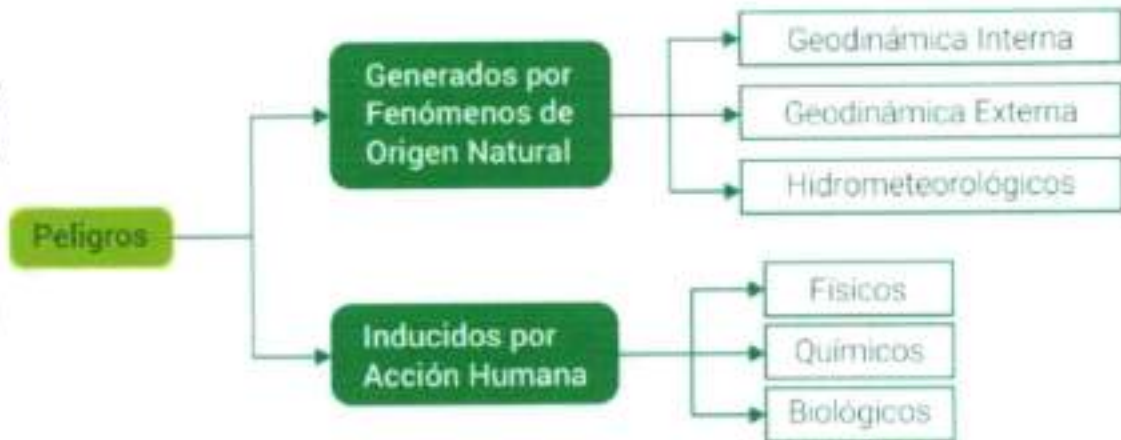 Peligros
Generados por
Fenómenos de
Origen Natural
Geodinámica Interna
Geodinámica Externa
Hidrometeorológicos
Inducidos por
Acción Humana
Físicos
Químicos
Biológicos